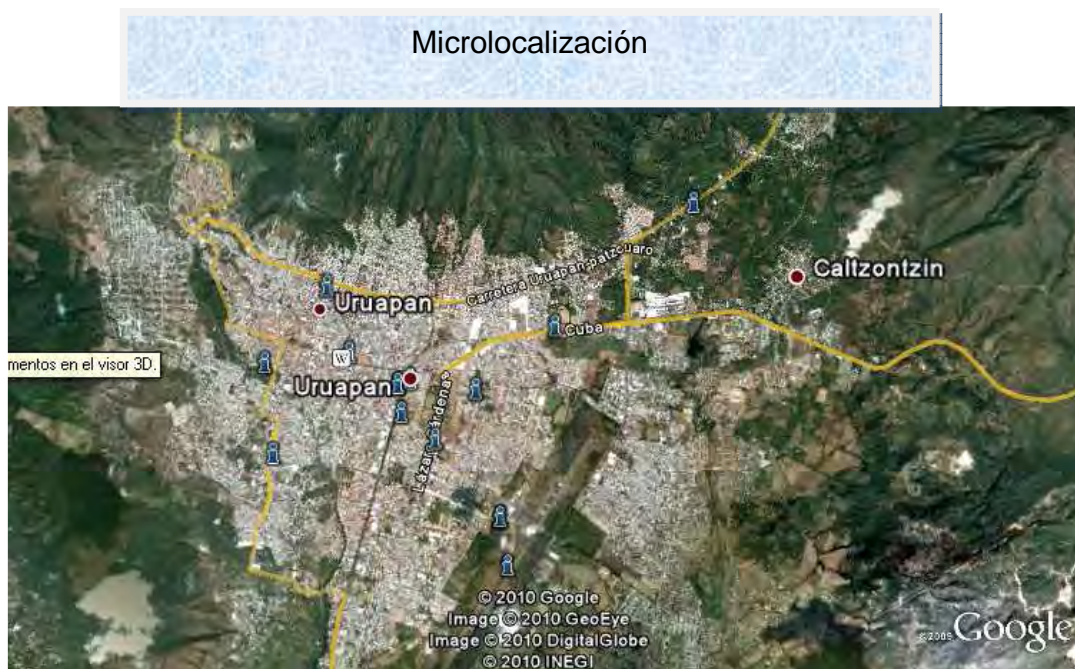 Microlocalización
Carretera Uruapan-patzcuaro
Caltzontzin
Uruapan
Cuba
W
mentos en el visor 3D.
Uruapan
Lázaro Cárdenas
© 2010 Google
Image © 2010 GeoEye
Image © 2010 DigitalGlobe
© 2010 INEGI
©2009 Google